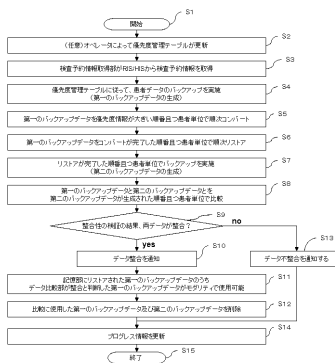 開始
S1
(任意)オペレータによって優先度管理テーブルが更新
S2
検査予約情報取得部がRIS/HISから検査予約情報を取得
S3
優先度管理テーブルに従って、患者データのバックアップを実施
(第一のバックアップデータの生成)
S4
第一のバックアップデータを優先度情報が大きい順番且つ患者単位で順次コンバート
S5
第一のバックアップデータをコンバートが完了した順番且つ患者単位で順次リストア
S6
リストアが完了した順番且つ患者単位でバックアップを実施
(第二のバックアップデータの生成)
S7
第一のバックアップデータと第二のバックアップデータとを
第二のバックアップデータが生成された順番且つ患者単位で比較
S8
整合性の検証の結果、両データが整合?
S9
no
yes
データ整合を通知
S10
データ不整合を通知する
S13
記憶部にリストアされた第一のバックアップデータのうち
データ比較部が整合と判断した第一のバックアップデータがモダリティで使用可能
S11
比較に使用した第一のバックアップデータ及び第二のバックアップデータを削除
S12
プログレス情報を更新
S14
終了
S15